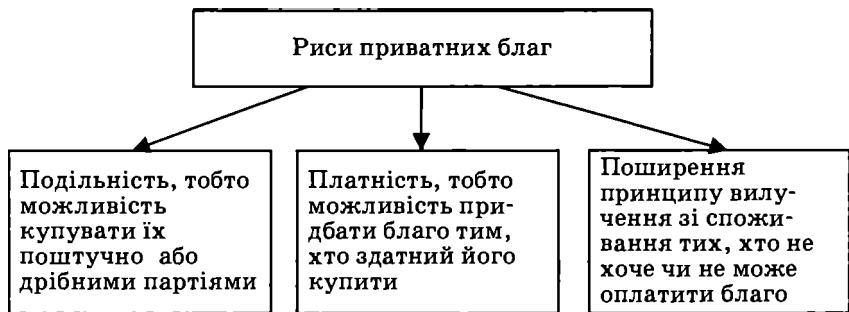 Риси приватних благ
Подільність, тобто
можливість
купувати їх
поштучно або
дрібними партіями
Платність, тобто
можливість при-
дбати благо тим,
хто здатний його
купити
Поширення
принципу вилу-
чення зі спожи-
вання тих, хто не
хоче чи не може
оплатити благо